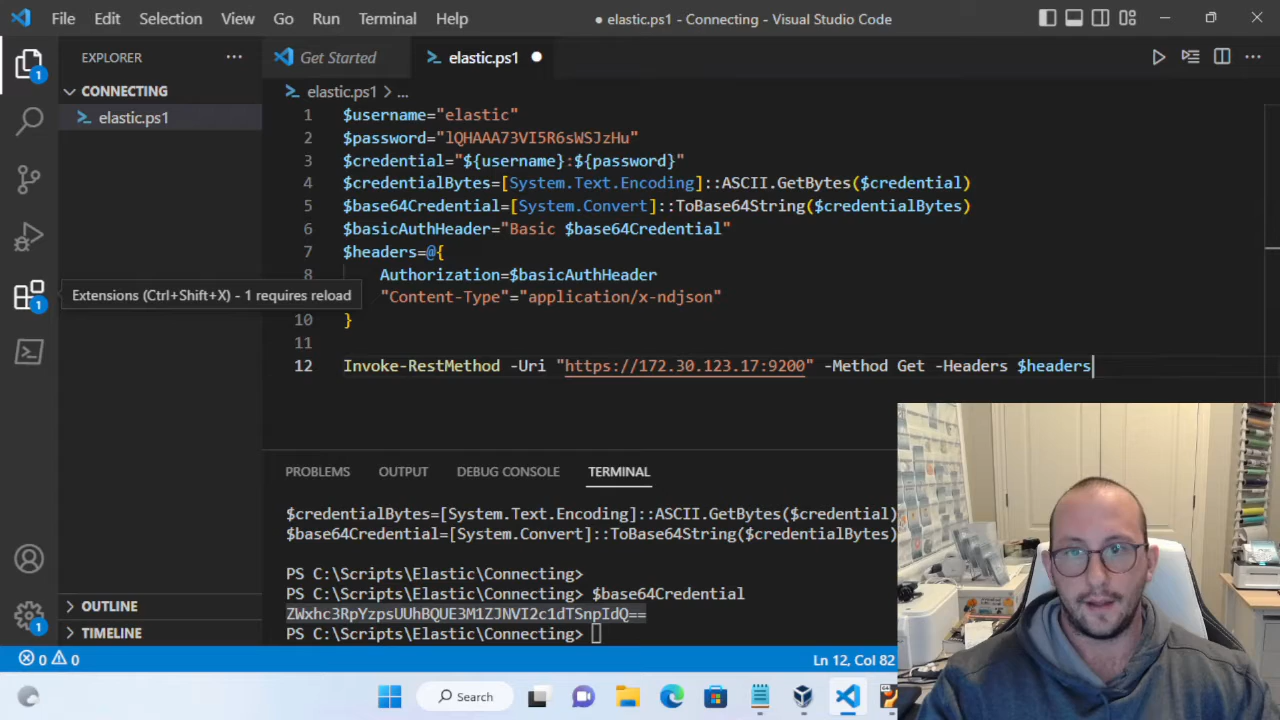 File Edit Selection View Go Run Terminal Help
● elastic.ps1 - Connecting - Visual Studio Code
EXPLORER
Get Started
elastic.ps1
CONNECTING
elastic.ps1
elastic.ps1 > ...
1 $username="elastic"
2 $password="lQHAAA73VI5R6sWSJzHu"
3 $credential="${username}:${password}"
4 $credentialBytes=[System.Text.Encoding]::ASCII.GetBytes($credential)
5 $base64Credential=[System.Convert]::ToBase64String($credentialBytes)
6 $basicAuthHeader="Basic $base64Credential"
7 $headers=@{
8 Authorization=$basicAuthHeader
"Content-Type"="application/x-ndjson"
10 }
11
12 Invoke-RestMethod -Uri "https://172.30.123.17:9200" -Method Get -Headers $headers
1
Extensions (Ctrl+Shift+X) - 1 requires reload
1
PROBLEMS OUTPUT DEBUG CONSOLE TERMINAL
$credentialBytes=[System.Text.Encoding]::ASCII.GetBytes($credential)
$base64Credential=[System.Convert]::ToBase64String($credentialBytes)
PS C:\Scripts\Elastic\Connecting>
PS C:\Scripts\Elastic\Connecting> $base64Credential
ZWxhc3RpYzpsUUhBQUE3M1ZJNVI2c1dTSnpIdQ==
PS C:\Scripts\Elastic\Connecting>
OUTLINE
TIMELINE
1
0 0
Ln 12, Col 82
Search